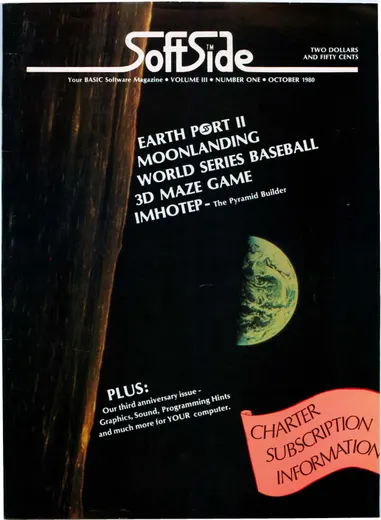 SoftSide™
TWO DOLLARS
AND FIFTY CENTS
Your BASIC Software Magazine • VOLUME III • NUMBER ONE • OCTOBER 1980
EARTH PORT II
MOONLANDING
WORLD SERIES BASEBALL
3D MAZE GAME
IMHOTEP - The Pyramid Builder
PLUS:
Our third anniversary issue -
Graphics, Sound, Programming Hints
and much more for YOUR computer.
CHARTER
SUBSCRIPTION
INFORMATION